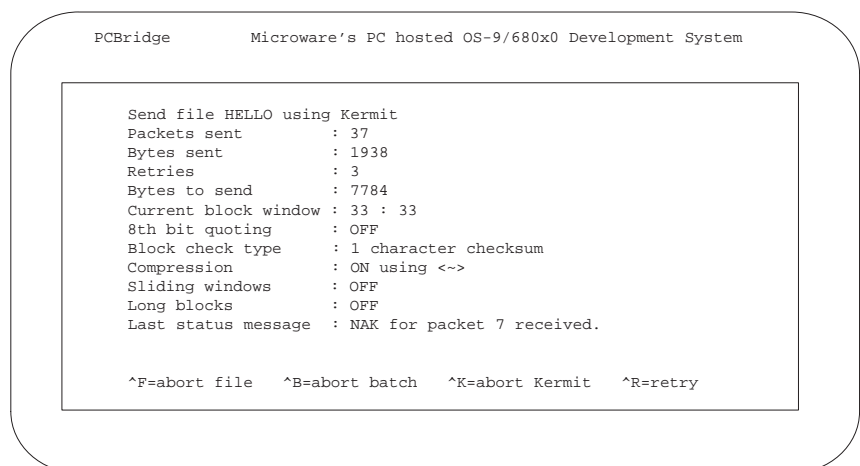 PCBridge Microware's PC hosted OS-9/680x0 Development System
Send file HELLO using Kermit
Packets sent : 37
Bytes sent : 1938
Retries : 3
Bytes to send : 7784
Current block window : 33 : 33
8th bit quoting : OFF
Block check type : 1 character checksum
Compression : ON using <~>
Sliding windows : OFF
Long blocks : OFF
Last status message : NAK for packet 7 received.
^F=abort file ^B=abort batch ^K=abort Kermit ^R=retry